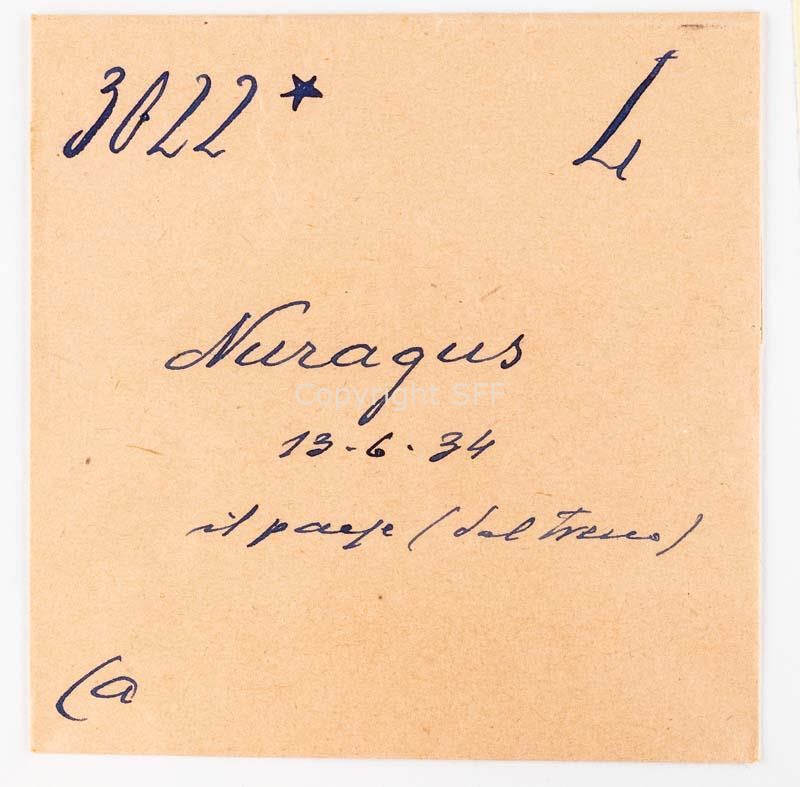 3022* L
Nuragus
Copyright SFF
13-6-34
il paese (dal treno)
Ca